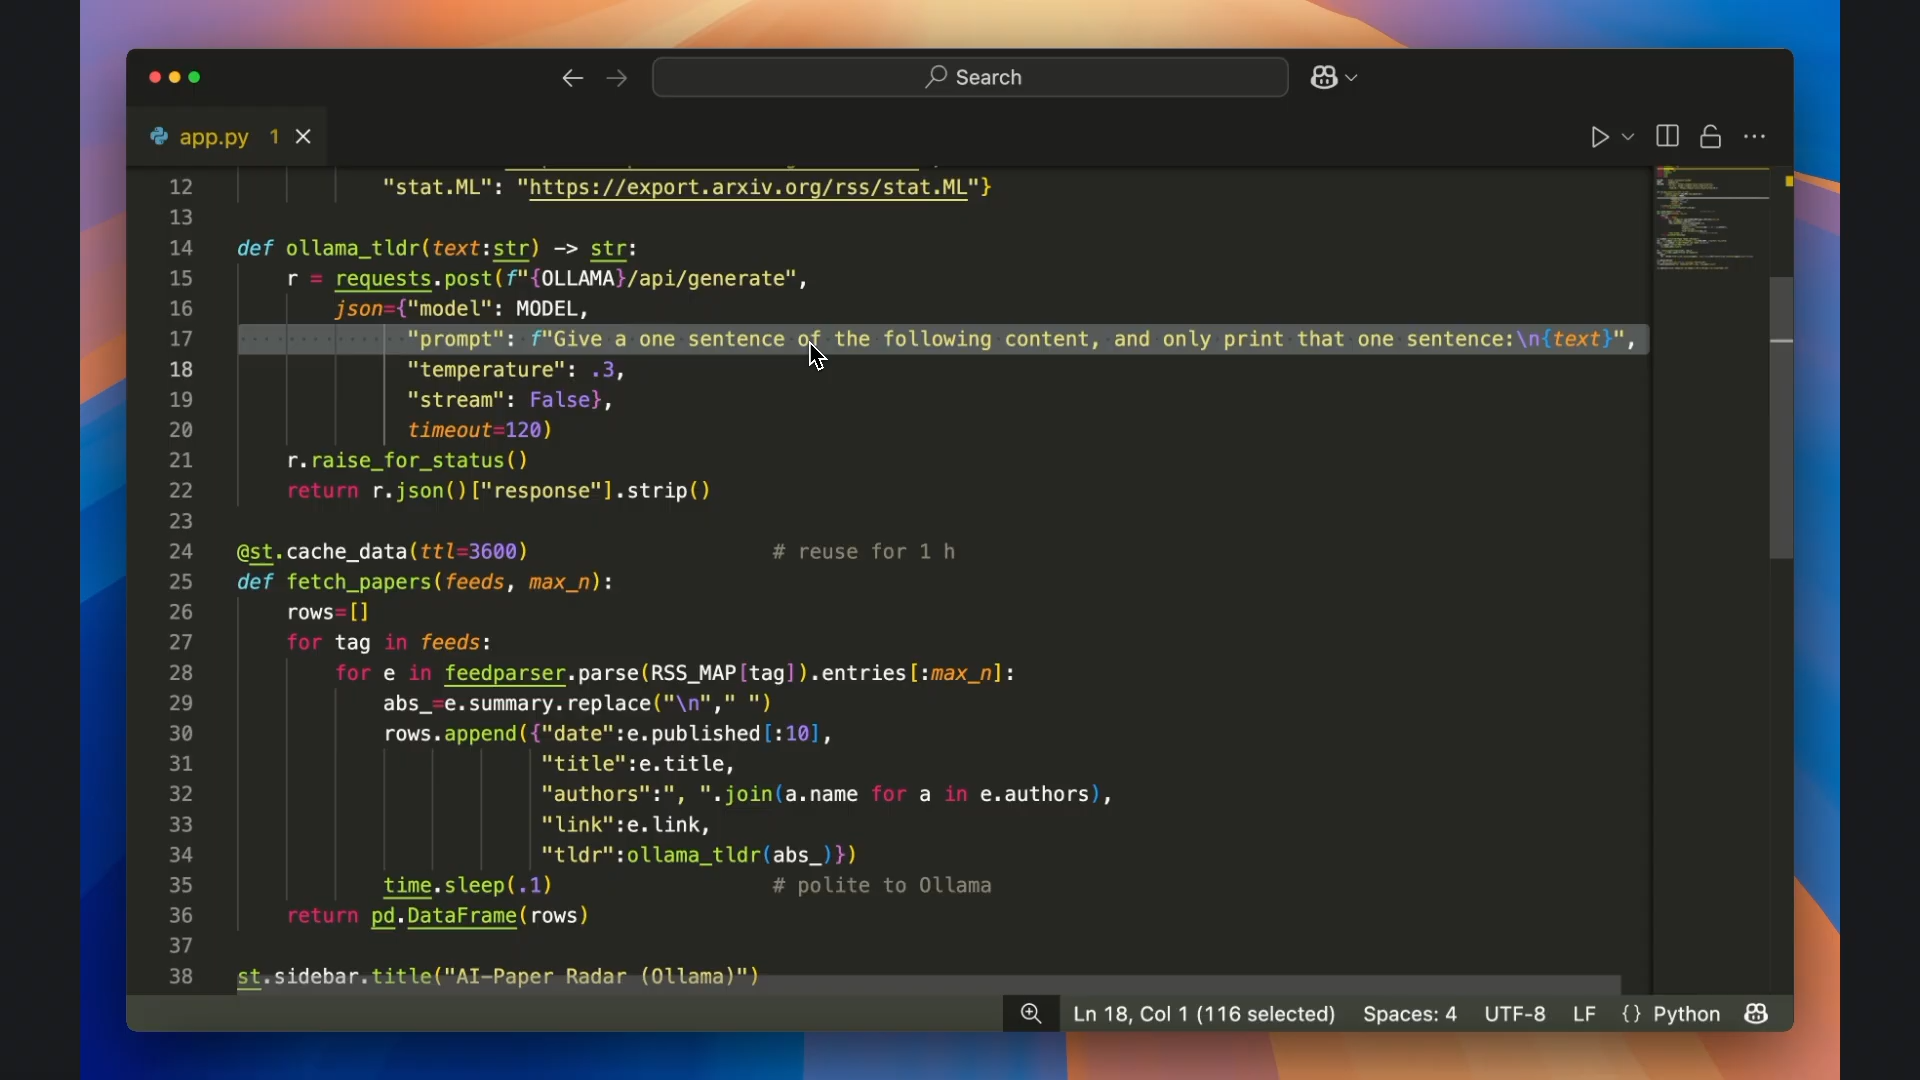 Search
app.py 1
12 "stat.ML": "https://export.arxiv.org/rss/stat.ML"}
13
14 def ollama_tldr(text:str) -> str:
15 r = requests.post(f"{OLLAMA}/api/generate",
16 json={"model": MODEL,
17 "prompt": f"Give a one sentence of the following content, and only print that one sentence:\n{text}",
18 "temperature": .3,
19 "stream": False},
20 timeout=120)
21 r.raise_for_status()
22 return r.json()["response"].strip()
23
24 @st.cache_data(ttl=3600) # reuse for 1 h
25 def fetch_papers(feeds, max_n):
26 rows=[]
27 for tag in feeds:
28 for e in feedparser.parse(RSS_MAP[tag]).entries[:max_n]:
29 abs_=e.summary.replace("\n"," ")
30 rows.append({"date":e.published[:10],
31 "title":e.title,
32 "authors":", ".join(a.name for a in e.authors),
33 "link":e.link,
34 "tldr":ollama_tldr(abs_)})
35 time.sleep(.1) # polite to Ollama
36 return pd.DataFrame(rows)
37
38 st.sidebar.title("AI-Paper Radar (Ollama)")
Ln 18, Col 1 (116 selected) Spaces: 4 UTF-8 LF {} Python